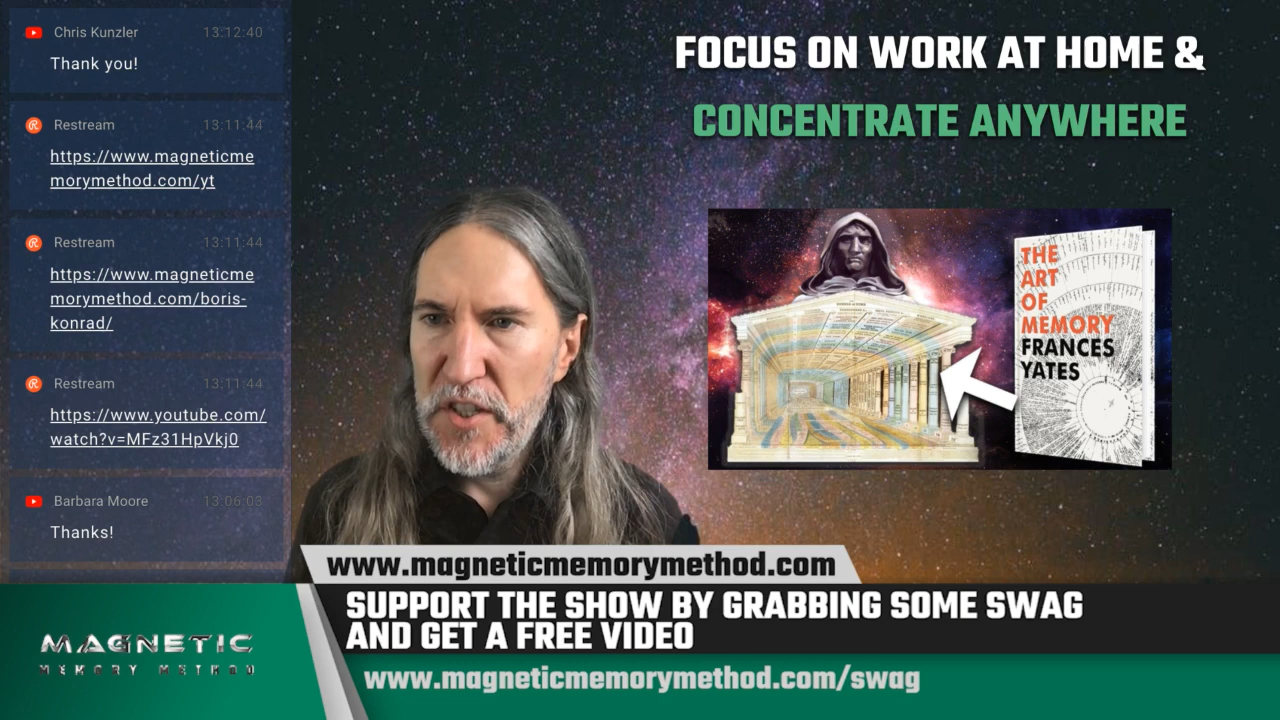 Chris Kunzler 13:12:40
Thank you!
Restream 13:11:44
https://www.magneticme
morymethod.com/yt
Restream 13:11:44
https://www.magneticme
morymethod.com/boris-
konrad/
Restream 13:11:44
https://www.youtube.com/
watch?v=MFz31HpVkj0
Barbara Moore 13:06:03
Thanks!
FOCUS ON WORK AT HOME &
CONCENTRATE ANYWHERE
THE
ART
OF
MEMORY
FRANCES
YATES
www.magneticmemorymethod.com
SUPPORT THE SHOW BY GRABBING SOME SWAG
AND GET A FREE VIDEO
www.magneticmemorymethod.com/swag
MAGNETIC
MEMORY METHOD